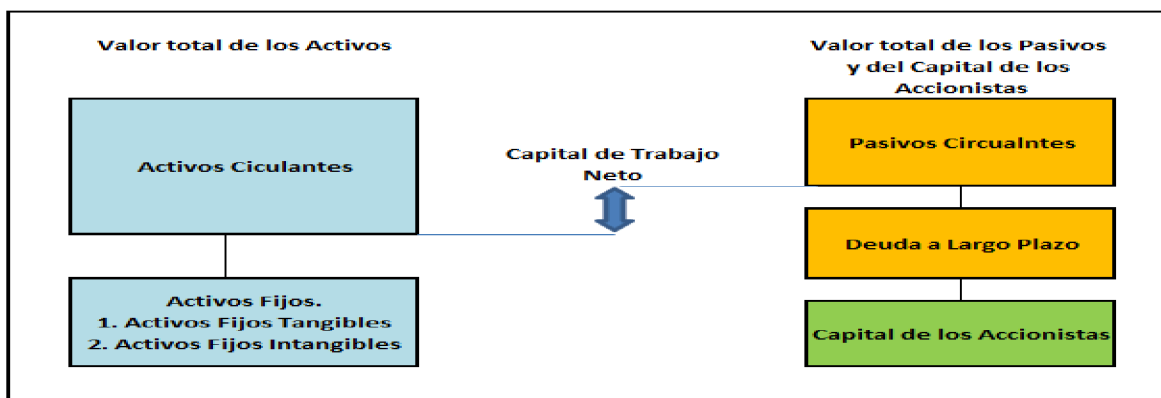 Valor total de los Activos
Activos Ciculantes
Activos Fijos.
1. Activos Fijos Tangibles
2. Activos Fijos Intangibles
Capital de Trabajo
Neto
Valor total de los Pasivos
y del Capital de los
Accionistas
Pasivos Circualntes
Deuda a Largo Plazo
Capital de los Accionistas